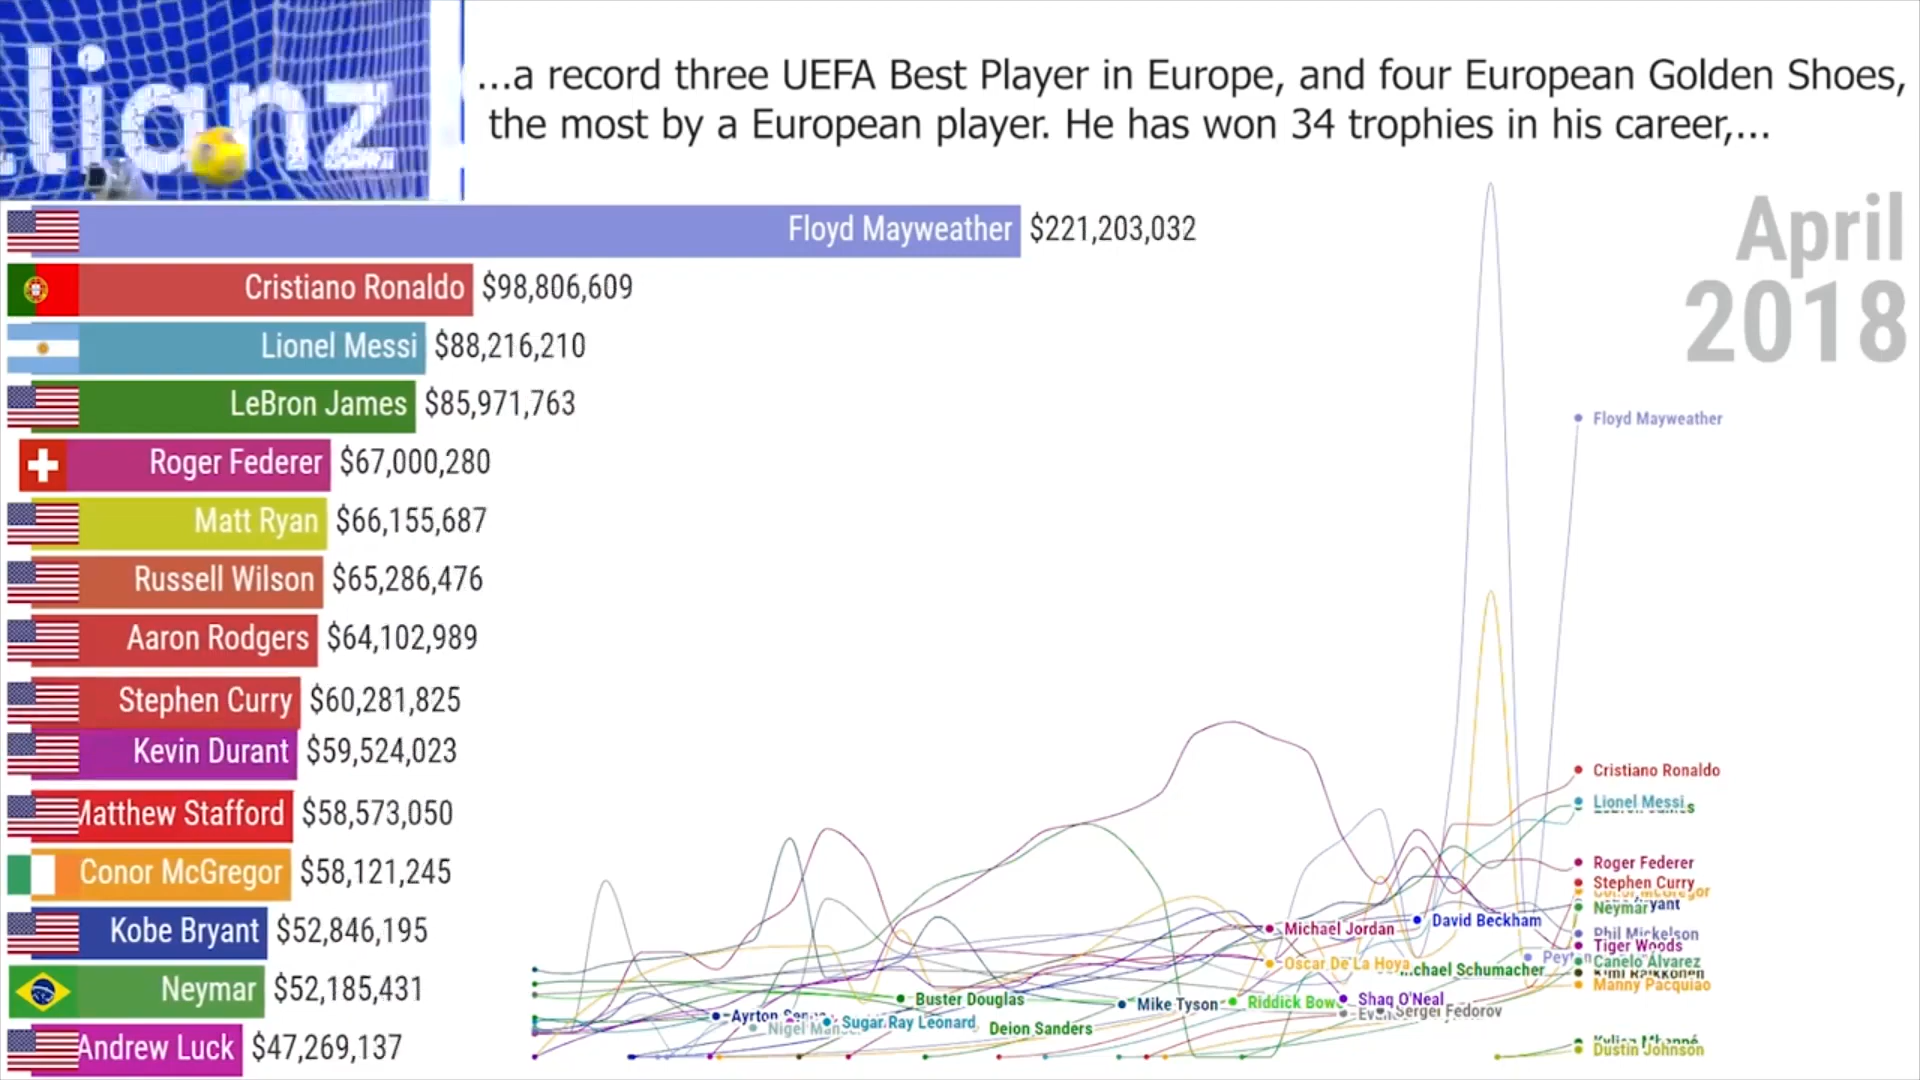 lianz
...a record three UEFA Best Player in Europe, and four European Golden Shoes,
the most by a European player. He has won 34 trophies in his career,...
April
2018
Floyd Mayweather $221,203,032
Cristiano Ronaldo $98,806,609
Lionel Messi $88,216,210
LeBron James $85,971,763
Roger Federer $67,000,280
Matt Ryan $66,155,687
Russell Wilson $65,286,476
Aaron Rodgers $64,102,989
Stephen Curry $60,281,825
Kevin Durant $59,524,023
Matthew Stafford $58,573,050
Conor McGregor $58,121,245
Kobe Bryant $52,846,195
Neymar $52,185,431
Andrew Luck $47,269,137
Floyd Mayweather
Cristiano Ronaldo
Lionel Messi
Roger Federer
Stephen Curry
Neymar
Phil Mickelson
Tiger Woods
Canelo Álvarez
Kimi Raikkonen
Manny Pacquiao
Dustin Johnson
Michael Jordan
David Beckham
Oscar De La Hoya
Michael Schumacher
Buster Douglas
Mike Tyson
Riddick Bowe
Shaq O'Neal
Sergei Fedorov
Ayrton Senna
Sugar Ray Leonard
Deion Sanders